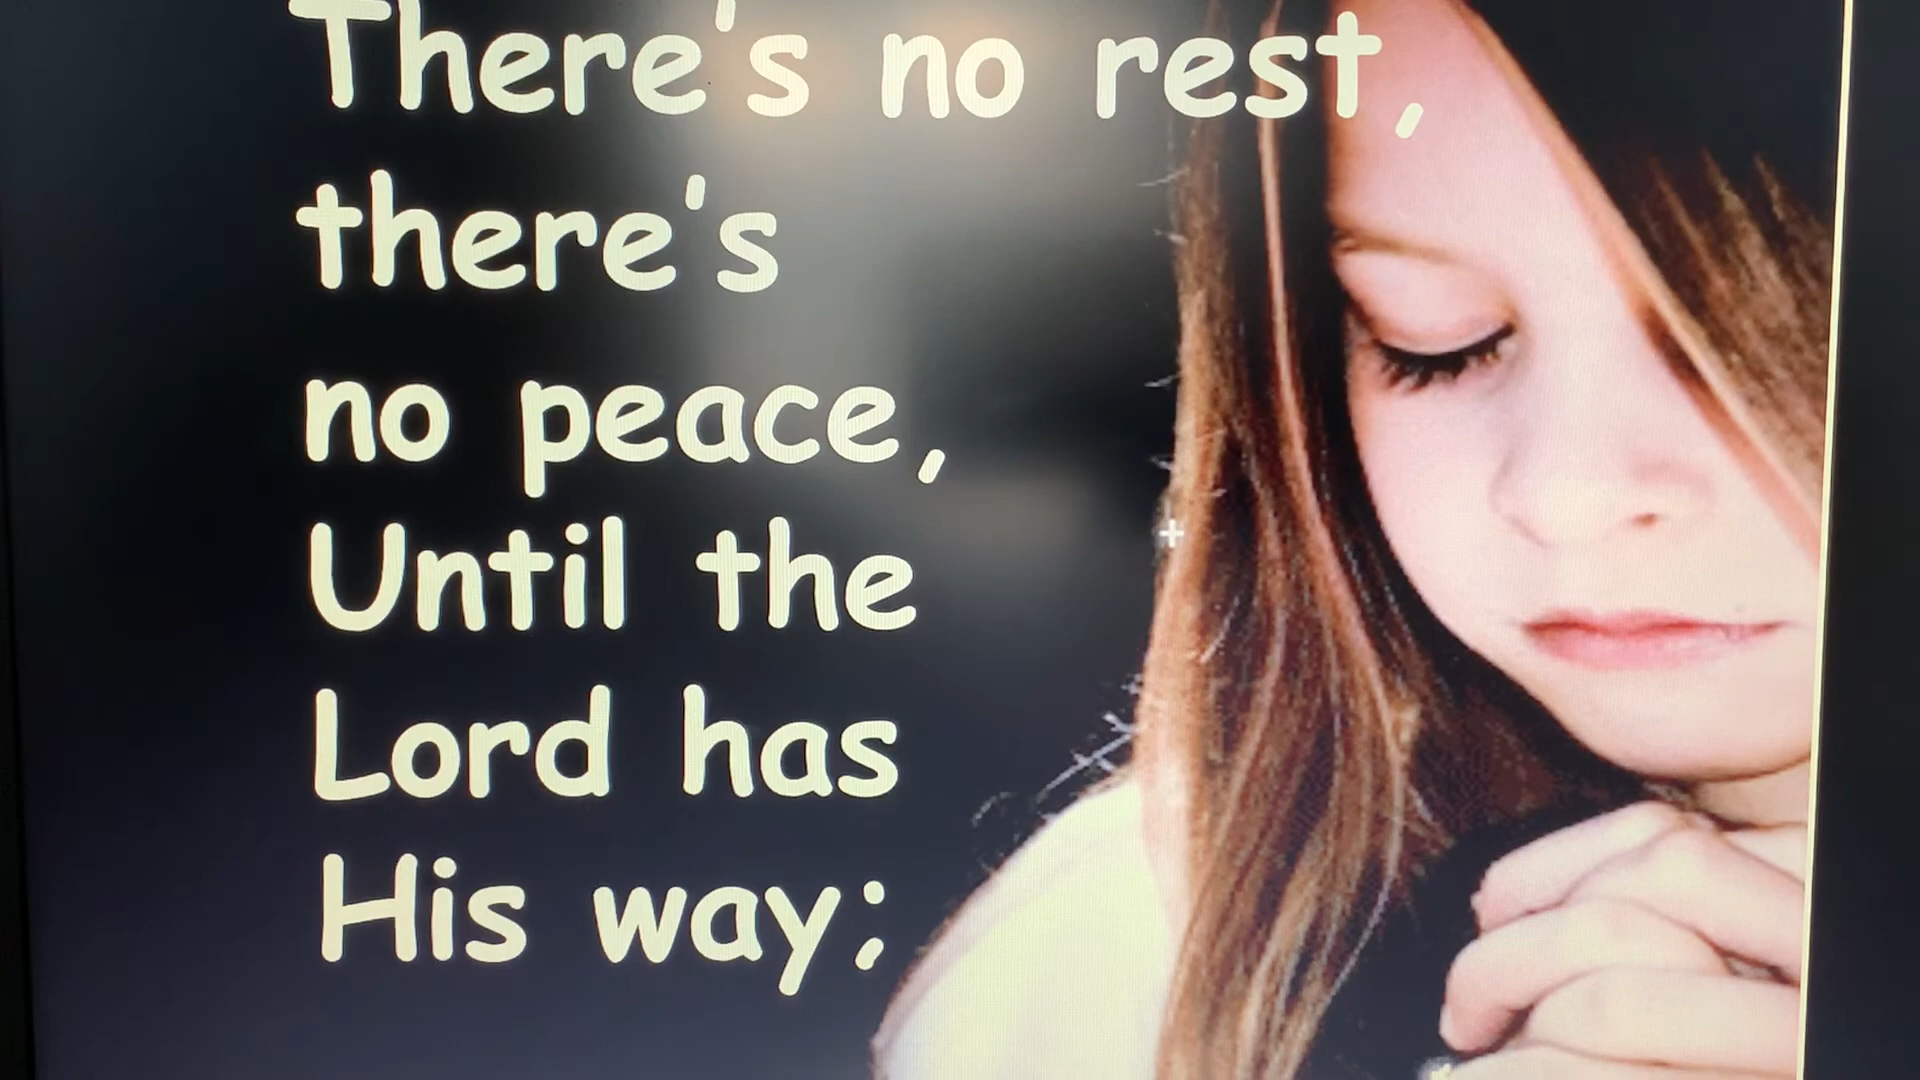 There's no rest,
there's
no peace,
Until the
Lord has
His way;